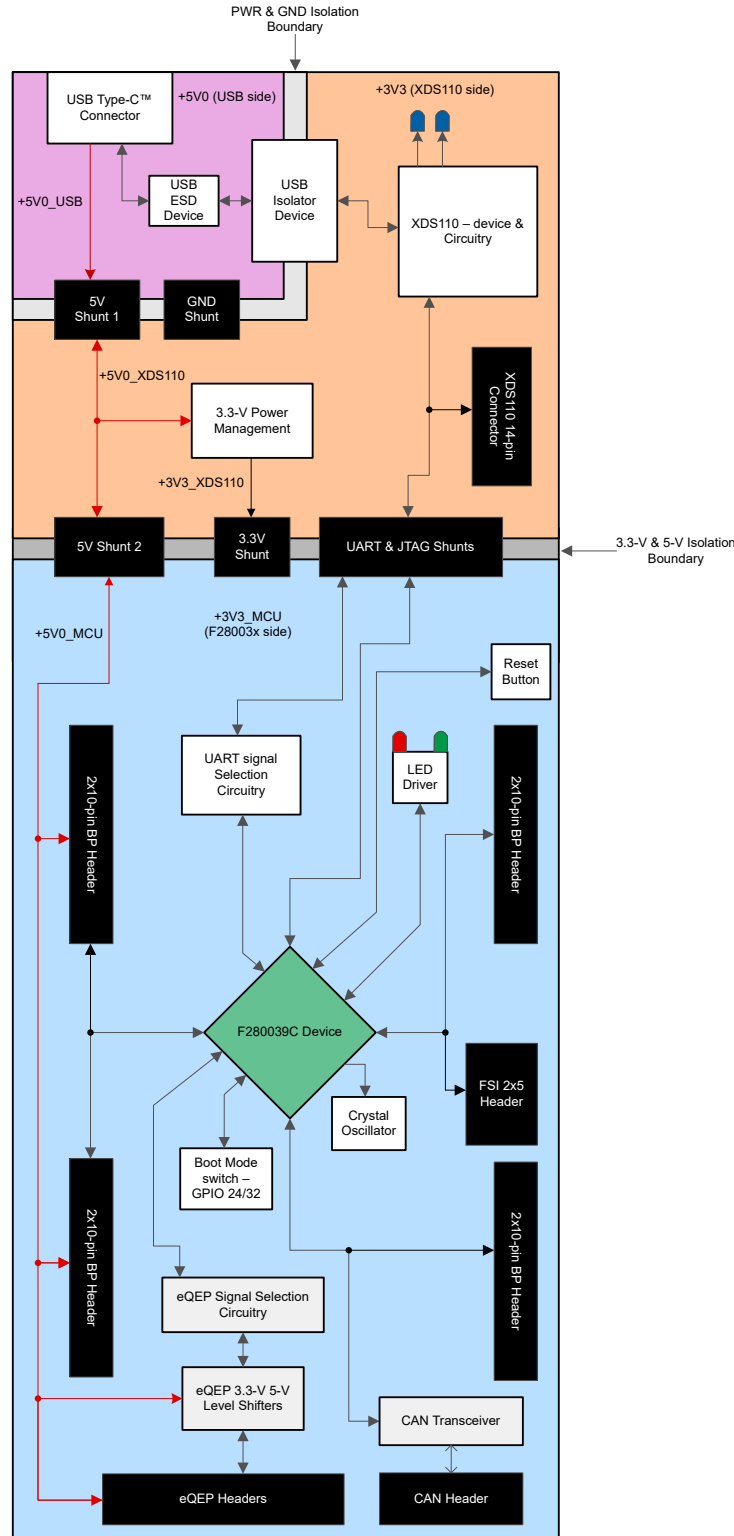 PWR & GND Isolation
Boundary
USB Type-C™
Connector
+5V0 (USB side)
+3V3 (XDS110 side)
+5V0_USB
USB
ESD
Device
USB
Isolator
Device
XDS110 – device &
Circuitry
5V
Shunt 1
GND
Shunt
+5V0_XDS110
3.3-V Power
Management
XDS110 14-pin
Connector
+3V3_XDS110
5V Shunt 2
3.3V
Shunt
UART & JTAG Shunts
3.3-V & 5-V Isolation
Boundary
+5V0_MCU
+3V3_MCU
(F28003x side)
Reset
Button
2x10-pin BP Header
UART signal
Selection
Circuitry
LED
Driver
2x10-pin BP Header
F280039C Device
FSI 2x5
Header
Crystal
Oscillator
Boot Mode
switch –
GPIO 24/32
2x10-pin BP Header
2x10-pin BP Header
eQEP Signal Selection
Circuitry
eQEP 3.3-V 5-V
Level Shifters
CAN Transceiver
eQEP Headers
CAN Header